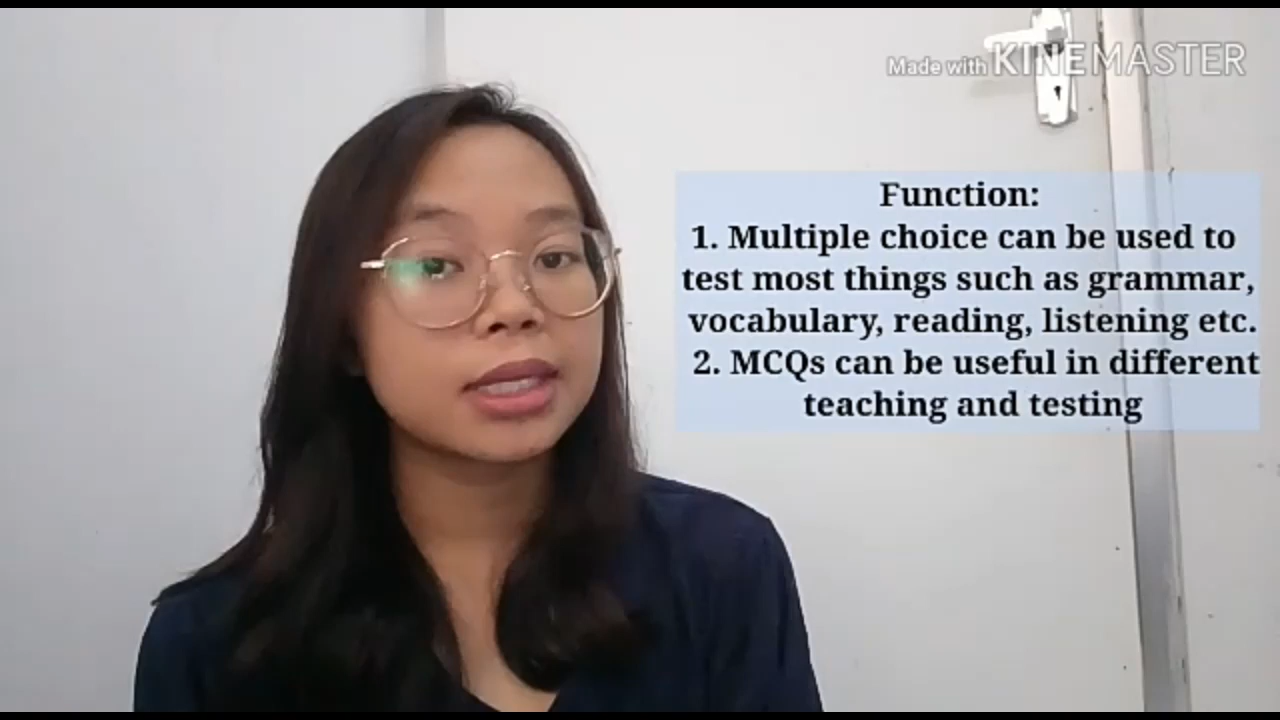 Made with KINEMASTER
Function:
1. Multiple choice can be used to
test most things such as grammar,
vocabulary, reading, listening etc.
2. MCQs can be useful in different
teaching and testing